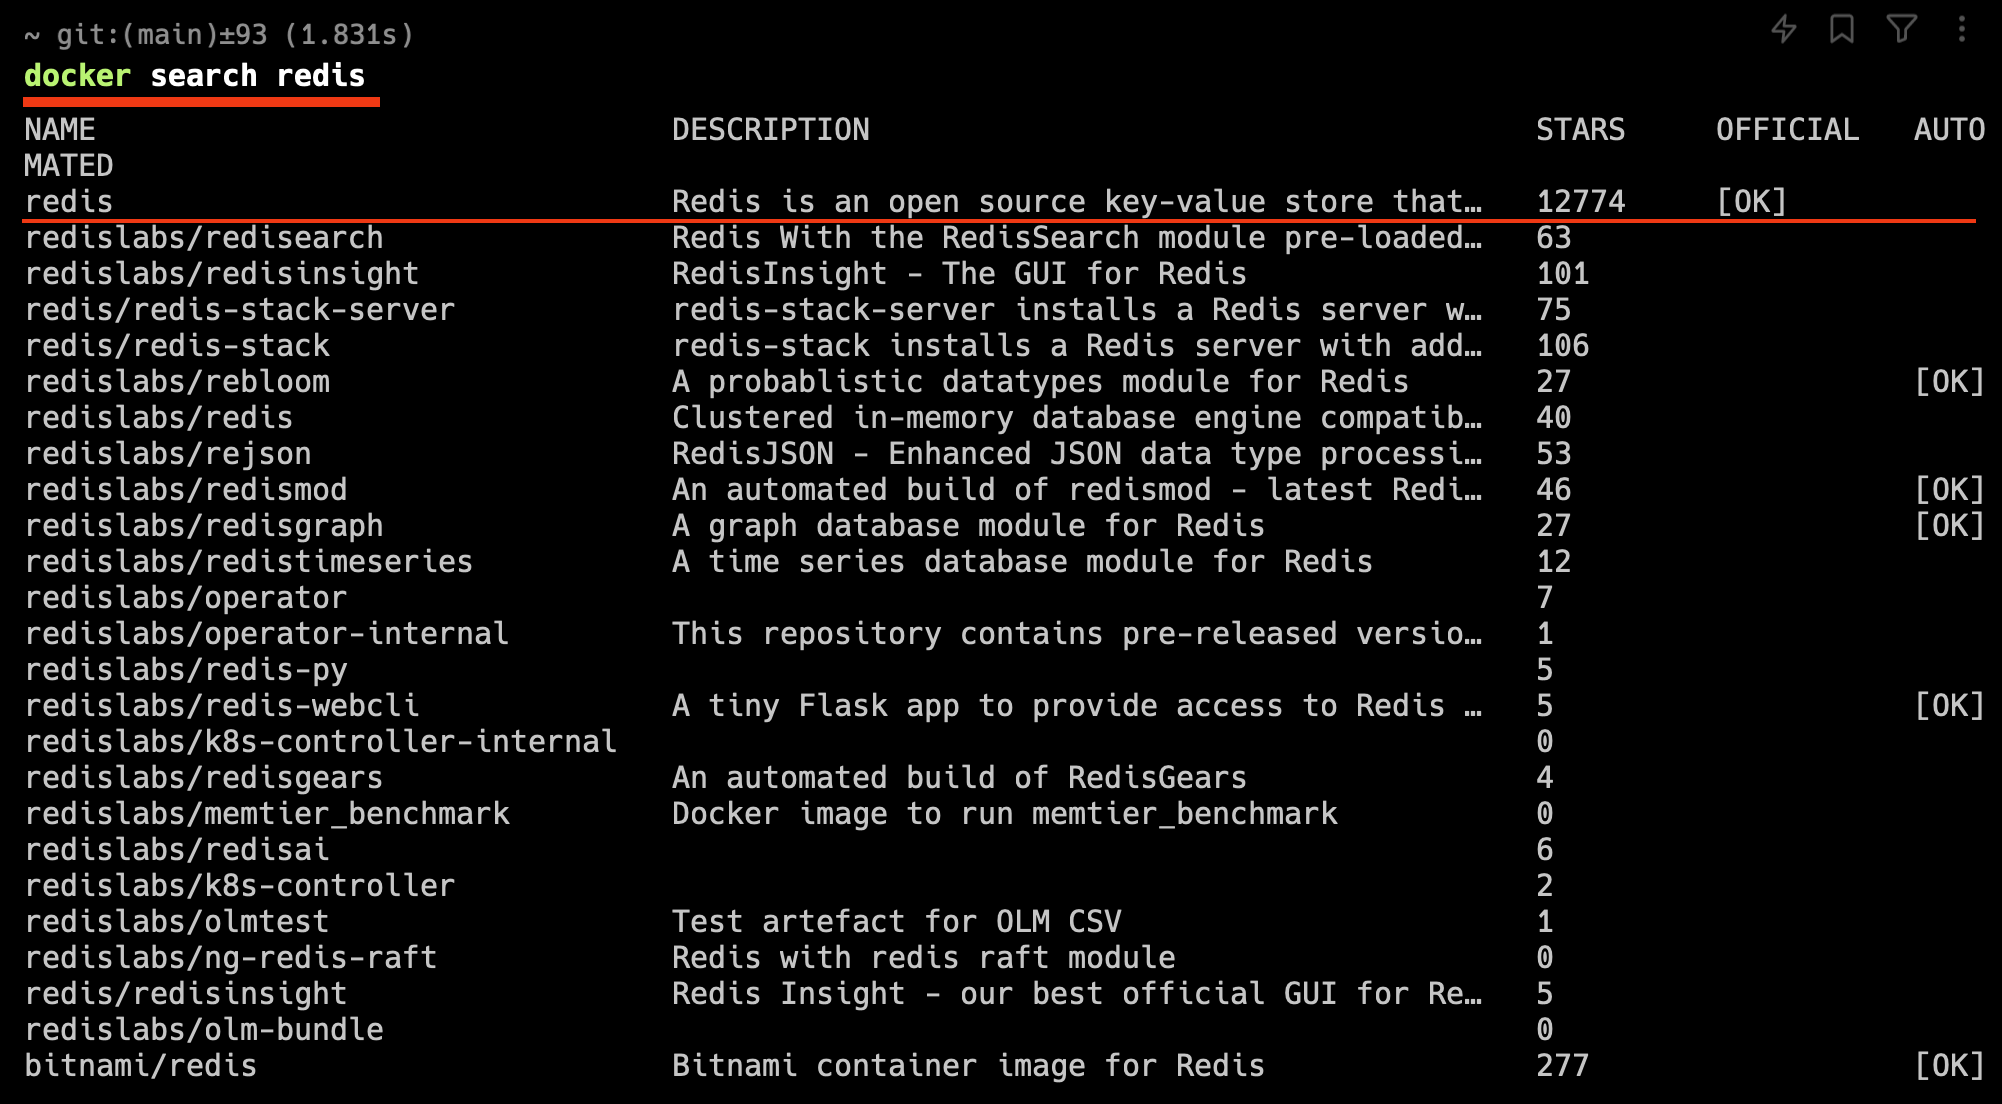 ~ git:(main)±93 (1.831s)
docker search redis
NAME DESCRIPTION STARS OFFICIAL AUTO
MATED
redis Redis is an open source key-value store that… 12774 [OK]
redislabs/redisearch Redis With the RedisSearch module pre-loaded… 63
redislabs/redisinsight RedisInsight - The GUI for Redis 101
redis/redis-stack-server redis-stack-server installs a Redis server w… 75
redis/redis-stack redis-stack installs a Redis server with add… 106
redislabs/rebloom A probablistic datatypes module for Redis 27 [OK]
redislabs/redis Clustered in-memory database engine compatib… 40
redislabs/rejson RedisJSON - Enhanced JSON data type processi… 53
redislabs/redismod An automated build of redismod - latest Redi… 46 [OK]
redislabs/redisgraph A graph database module for Redis 27 [OK]
redislabs/redistimeseries A time series database module for Redis 12
redislabs/operator 7
redislabs/operator-internal This repository contains pre-released versio… 1
redislabs/redis-py 5
redislabs/redis-webcli A tiny Flask app to provide access to Redis … 5 [OK]
redislabs/k8s-controller-internal 0
redislabs/redisgears An automated build of RedisGears 4
redislabs/memtier_benchmark Docker image to run memtier_benchmark 0
redislabs/redisai 6
redislabs/k8s-controller 2
redislabs/olmtest Test artefact for OLM CSV 1
redislabs/ng-redis-raft Redis with redis raft module 0
redis/redisinsight Redis Insight - our best official GUI for Re… 5
redislabs/olm-bundle 0
bitnami/redis Bitnami container image for Redis 277 [OK]